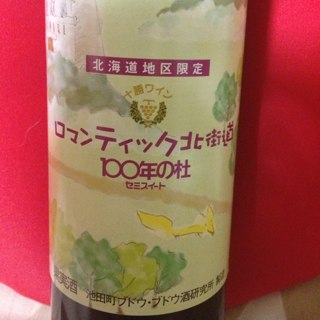 北海道地区限定
十勝ワイン
ロマンティック北街道
100年の杜
セミスイート
果実酒 池田町ブドウ・ブドウ酒研究所